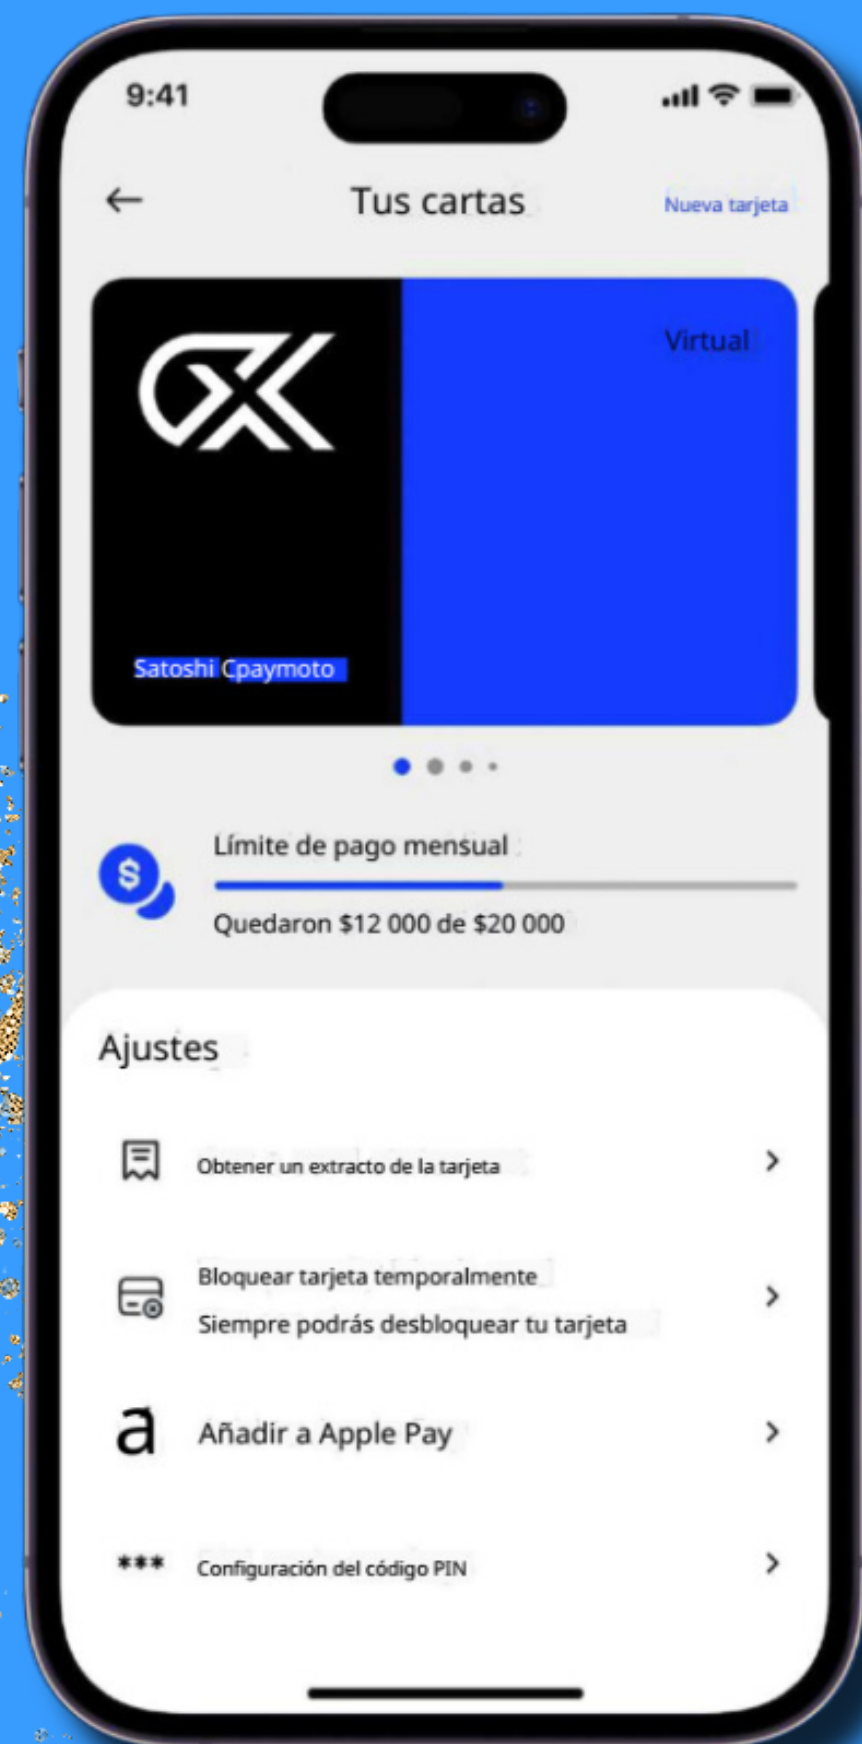 9:41
Tus cartas
Nueva tarjeta
Virtual
Satoshi Cpaymoto
Límite de pago mensual
Quedaron $12 000 de $20 000
Ajustes
Obtener un extracto de la tarjeta
Bloquear tarjeta temporalmente
Siempre podrás desbloquear tu tarjeta
a Añadir a Apple Pay
*** Configuración del código PIN